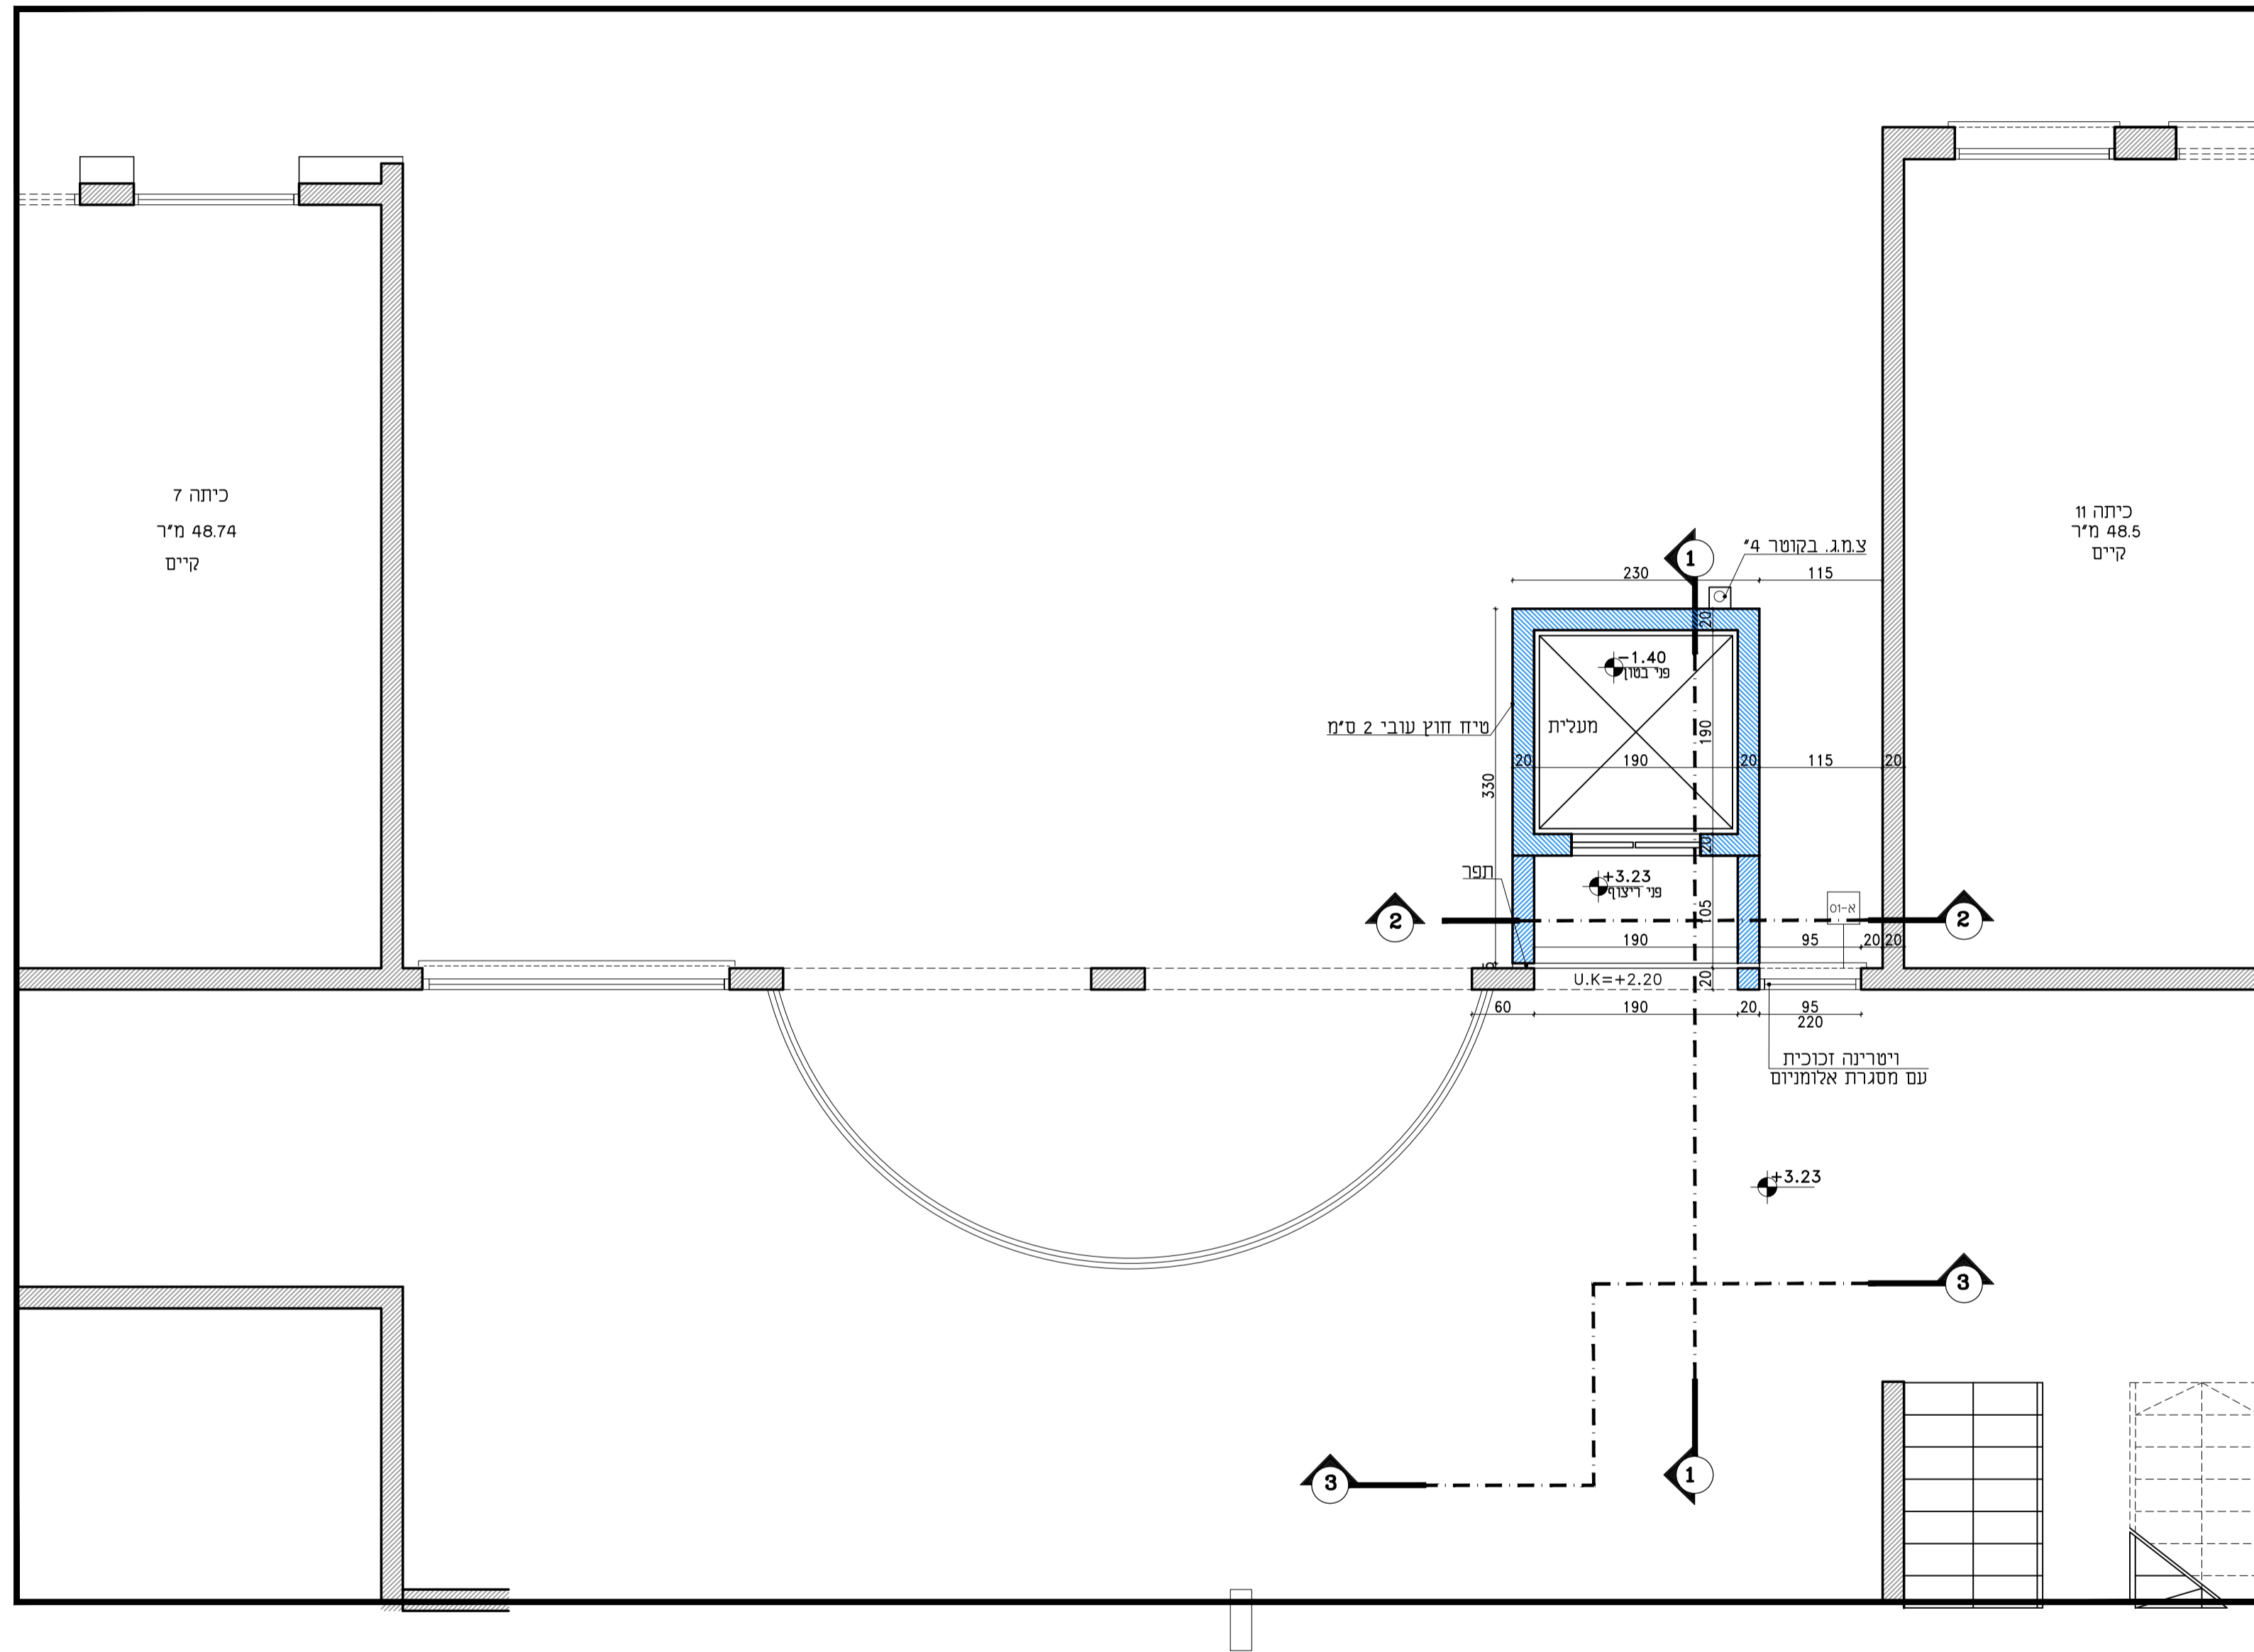 כיתה 7
48.74 מ"ר
קיים
כיתה 11
48.5 מ"ר
קיים
צ.מ.ג. בקוטר 4"
1
230
115
20
-1.40
פני בטון
טיח חוץ עובי 2 ס"מ
מעלית
190
20
190
20
115
20
330
20
תפר
+3.23
פני ריצוף
א-01
2
2
105
190
95
20
20
5
U.K=+2.20
20
60
190
20
95
220
ויטרינה זכוכית
עם מסגרת אלומניום
+3.23
3
3
1